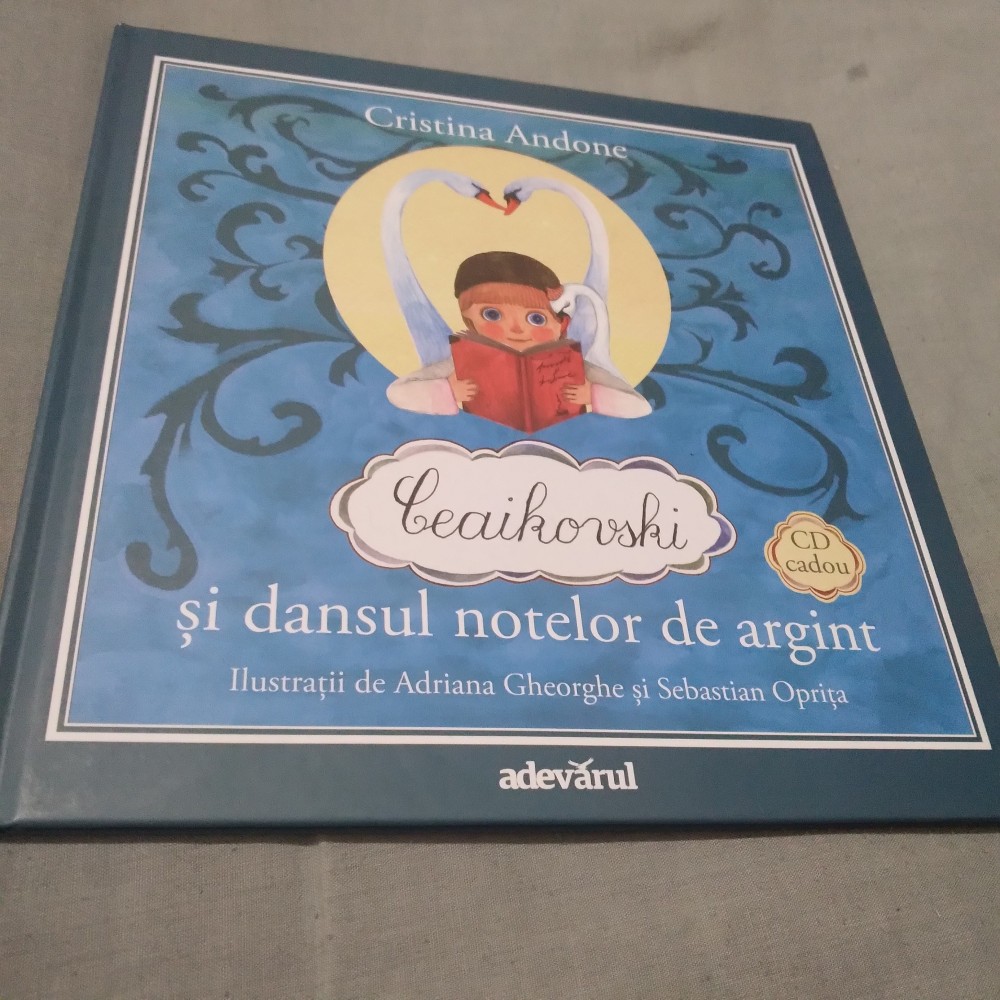 Cristina Andone
Ceaikovski
CD
cadou
și dansul notelor de argint
Ilustrații de Adriana Gheorghe și Sebastian Oprița
adevărul